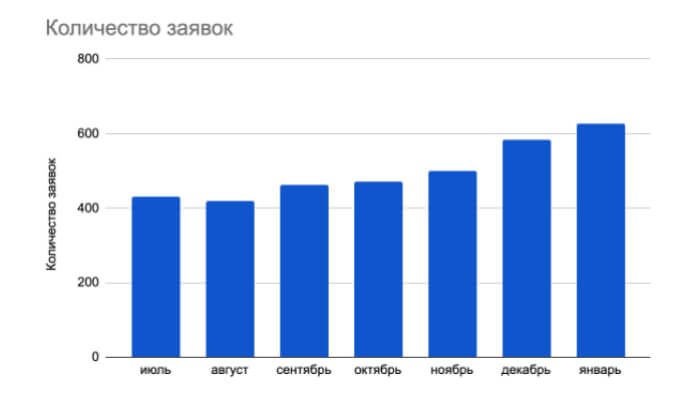 Количество заявок
800
600
400
200
0
Количество заявок
июль август сентябрь октябрь ноябрь декабрь январь